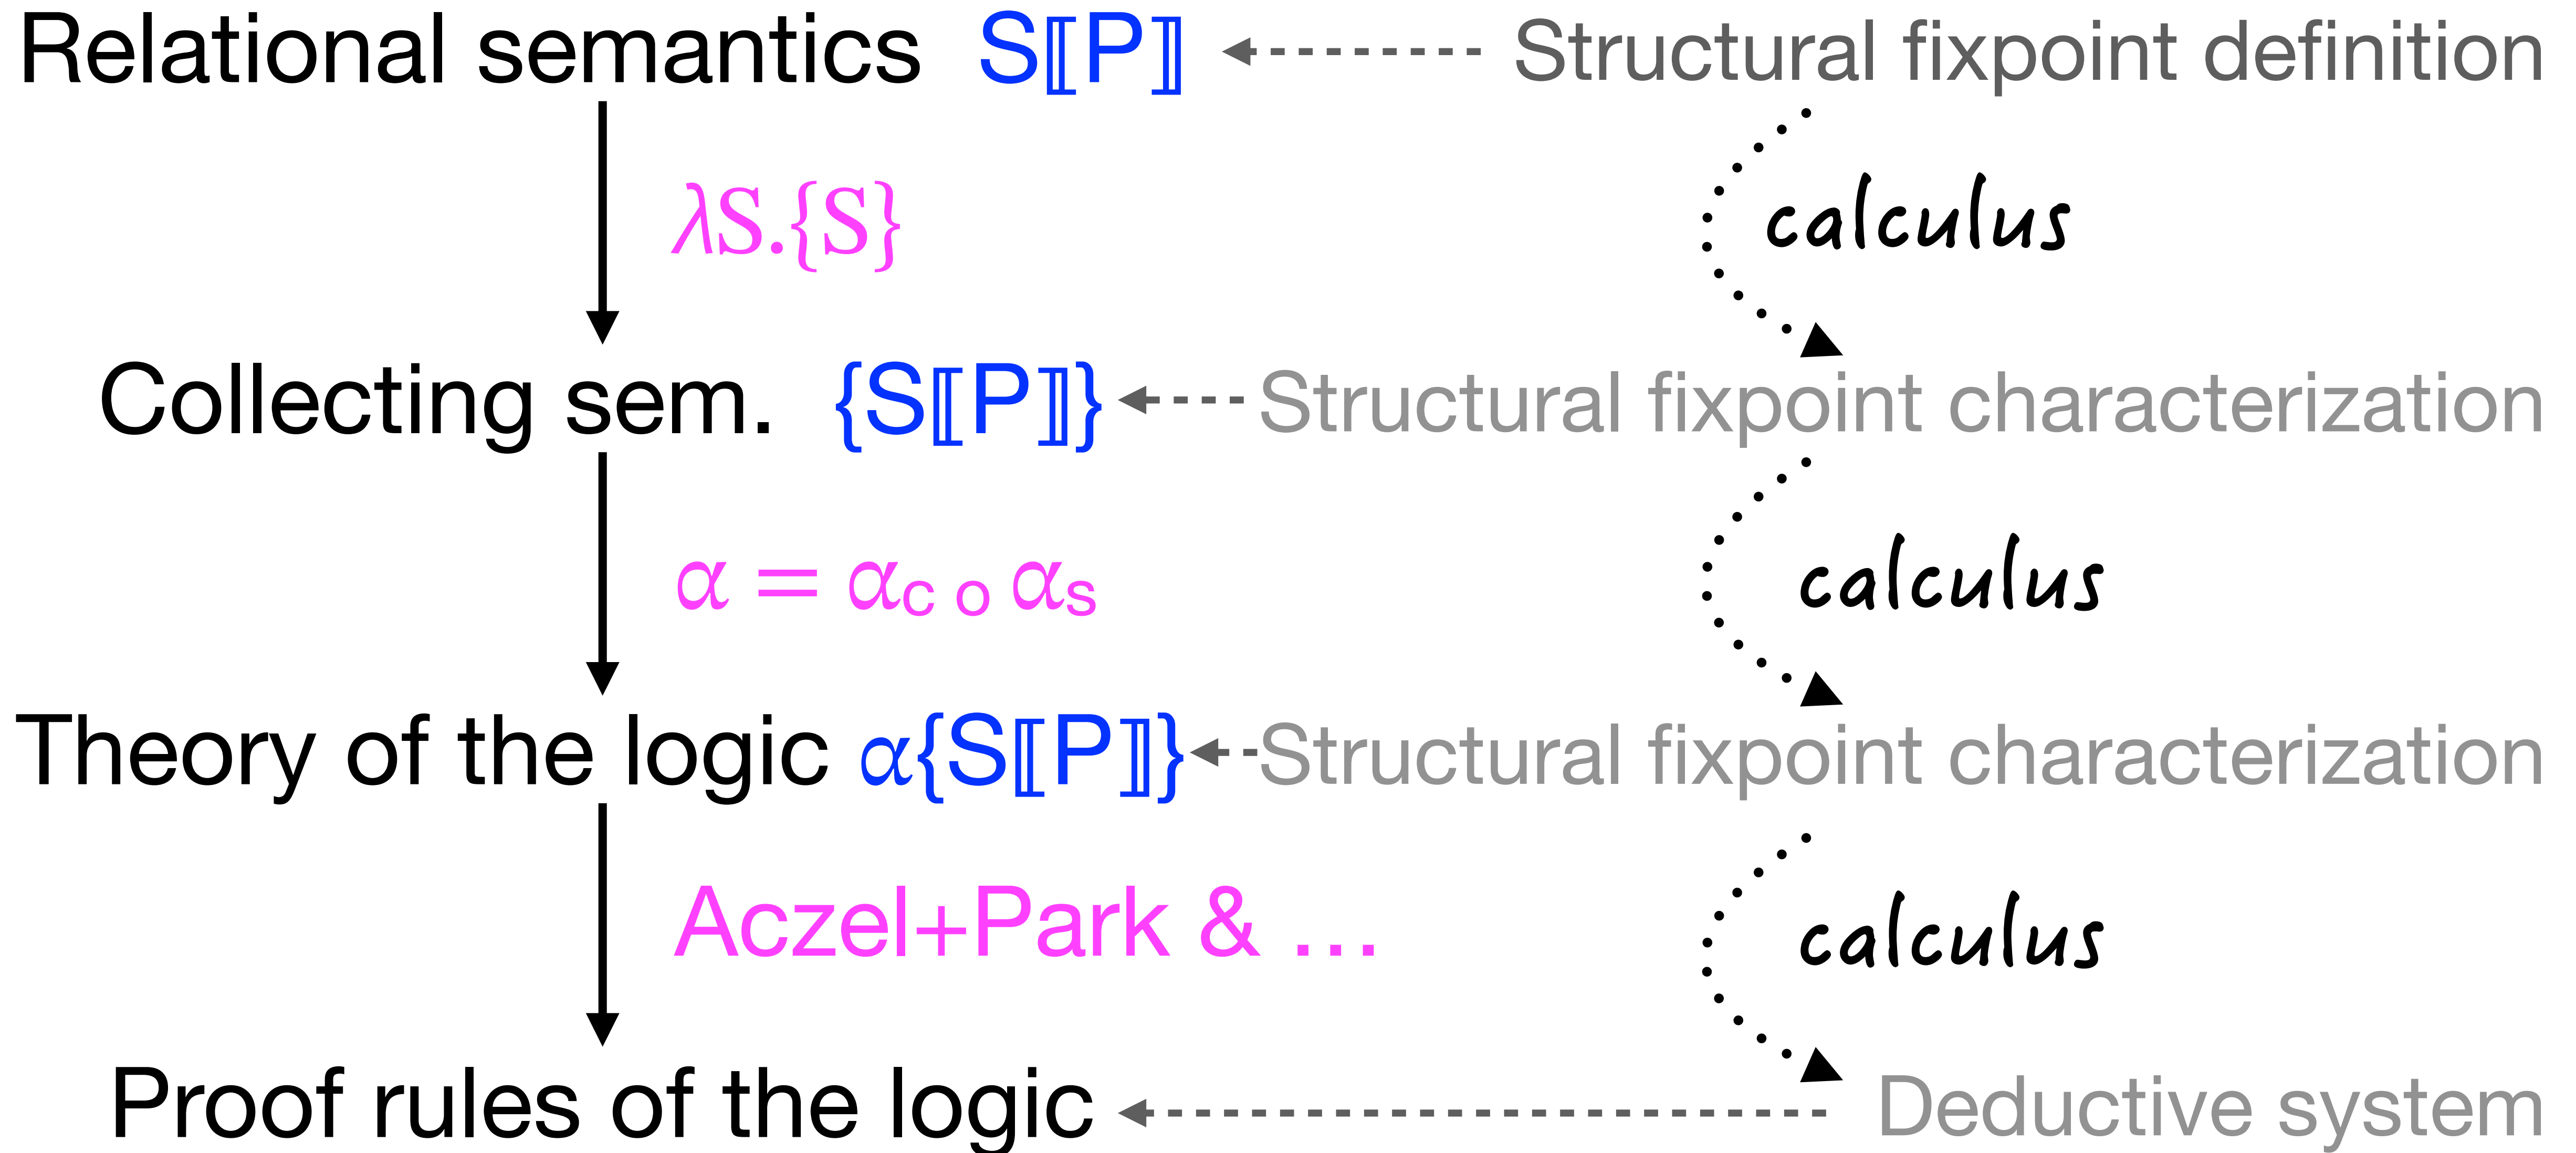 Relational semantics S⟦P⟧ Structural fixpoint definition
λS.{S} calculus
Collecting sem. {S⟦P⟧} Structural fixpoint characterization
α = αc o αs calculus
Theory of the logic α{S⟦P⟧} Structural fixpoint characterization
Aczel+Park & … calculus
Proof rules of the logic Deductive system